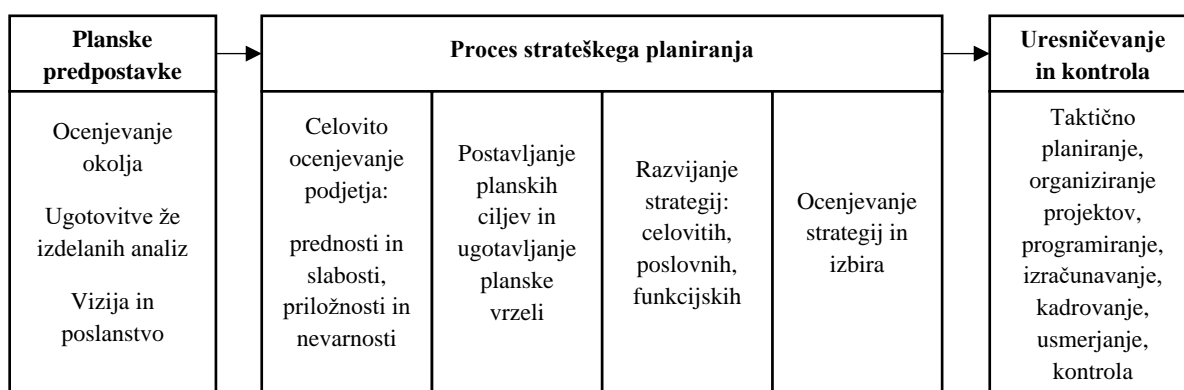 Planske
predpostavke
Ocenjevanje
okolja
Ugotovitve že
izdelanih analiz
Vizija in
poslanstvo
Proces strateškega planiranja
Celovito
ocenjevanje
podjetja:
prednosti in
slabosti,
priložnosti in
nevarnosti
Postavljanje
planskih
ciljev in
ugotavljanje
planske
vrzeli
Razvijanje
strategij:
celovitih,
poslovnih,
funkcijskih
Ocenjevanje
strategij in
izbira
Uresničevanje
in kontrola
Taktično
planiranje,
organiziranje
projektov,
programiranje,
izračunavanje,
kadrovanje,
usmerjanje,
kontrola